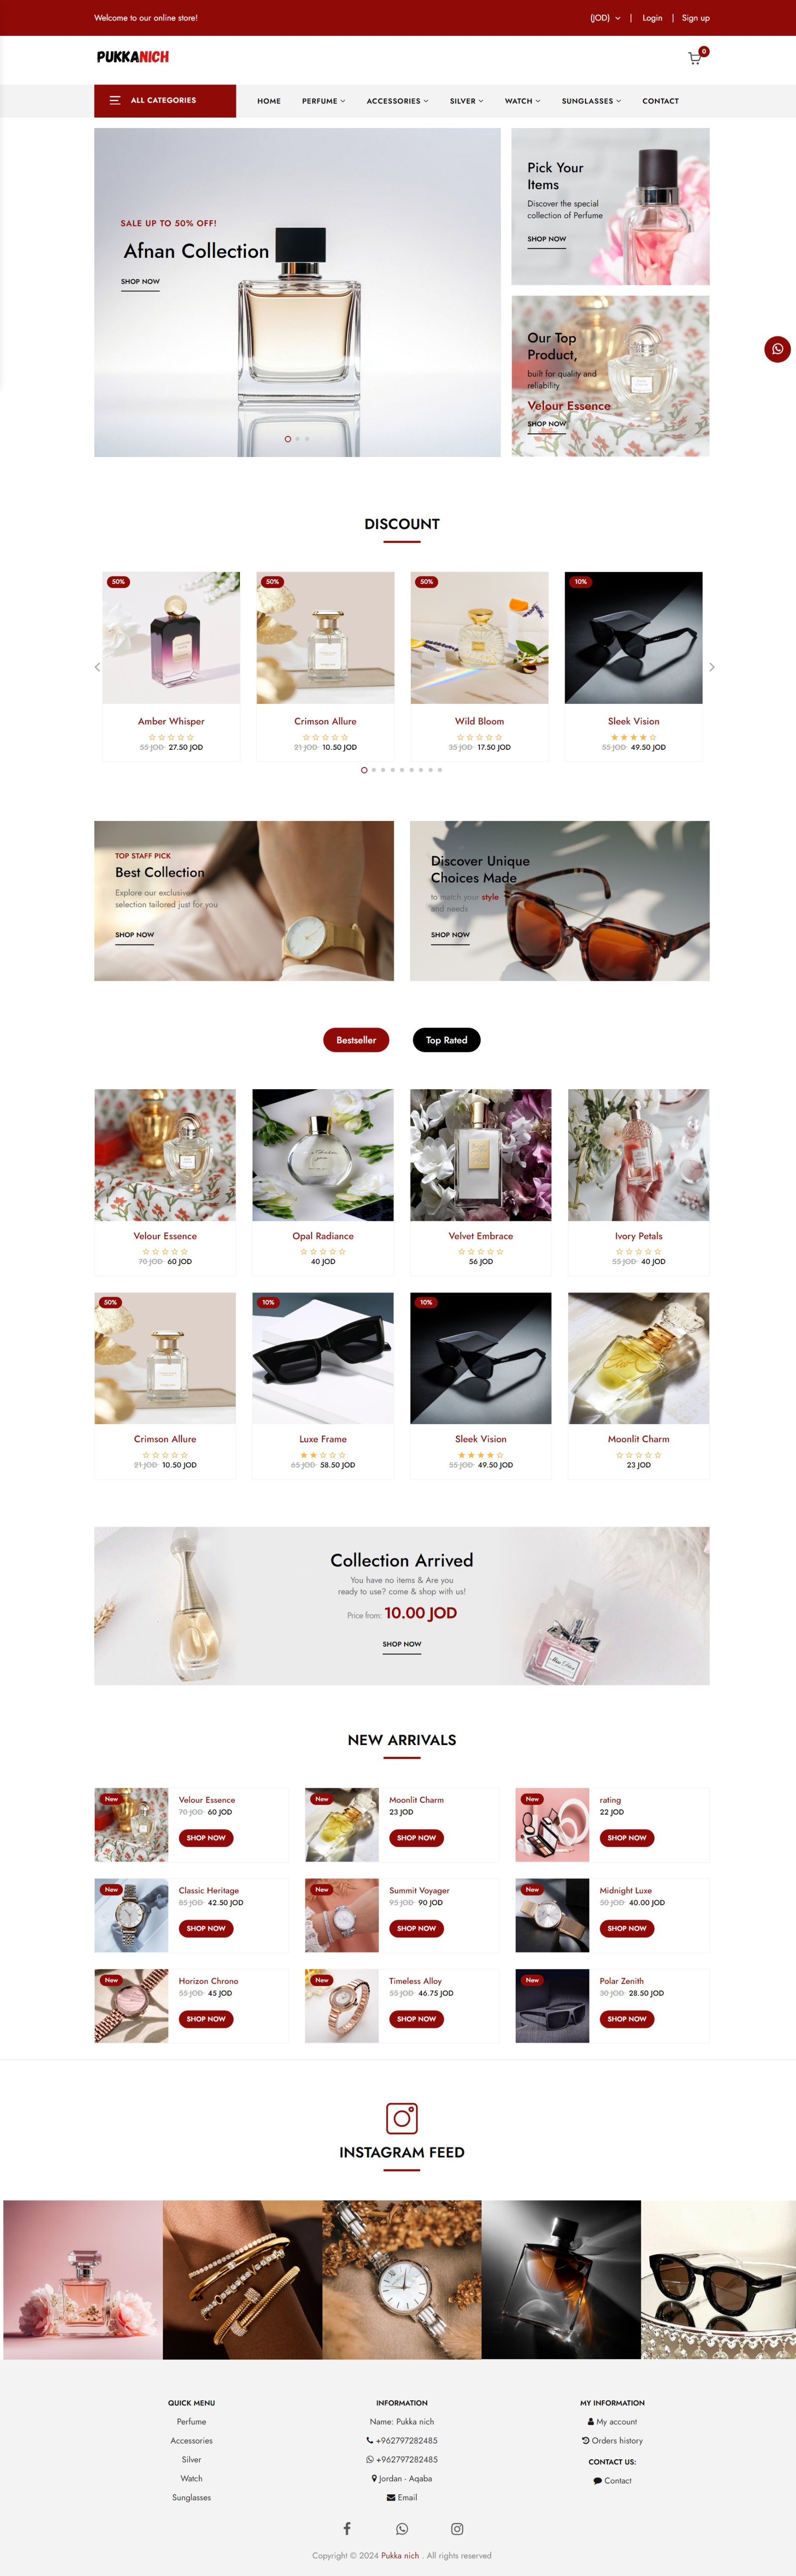 Welcome to our online store!
(JOD) | Login | Sign up
PUKKANICH
0
ALL CATEGORIES
HOME PERFUME ACCESSORIES SILVER WATCH SUNGLASSES CONTACT
SALE UP TO 50% OFF!
Afnan Collection
SHOP NOW
Pick Your
Items
Discover the special
collection of Perfume
SHOP NOW
Our Top
Product,
built for quality and
reliability
Velour Essence
SHOP NOW
DISCOUNT
50% 50% 50% 10%
Amber Whisper Crimson Allure Wild Bloom Sleek Vision
55 JOD 27.50 JOD 21 JOD 10.50 JOD 35 JOD 17.50 JOD 55 JOD 49.50 JOD
TOP STAFF PICK
Best Collection
Explore our exclusive
selection tailored just for you
SHOP NOW
Discover Unique
Choices Made
to match your style
and needs
SHOP NOW
Bestseller Top Rated
Velour Essence Opal Radiance Velvet Embrace Ivory Petals
70 JOD 60 JOD 40 JOD 56 JOD 55 JOD 40 JOD
50% 10% 10%
Crimson Allure Luxe Frame Sleek Vision Moonlit Charm
21 JOD 10.50 JOD 65 JOD 58.50 JOD 55 JOD 49.50 JOD 23 JOD
Collection Arrived
You have no items & Are you
ready to use? come & shop with us!
Price from: 10.00 JOD
SHOP NOW
Miss Dior
NEW ARRIVALS
New Velour Essence New Moonlit Charm New rating
70 JOD 60 JOD 23 JOD 22 JOD
SHOP NOW SHOP NOW SHOP NOW
New Classic Heritage New Summit Voyager New Midnight Luxe
85 JOD 42.50 JOD 95 JOD 90 JOD 50 JOD 40.00 JOD
SHOP NOW SHOP NOW SHOP NOW
New Horizon Chrono New Timeless Alloy New Polar Zenith
55 JOD 45 JOD 55 JOD 46.75 JOD 30 JOD 28.50 JOD
SHOP NOW SHOP NOW SHOP NOW
INSTAGRAM FEED
QUICK MENU
Perfume
Accessories
Silver
Watch
Sunglasses
INFORMATION
Name: Pukka nich
+962797282485
+962797282485
Jordan - Aqaba
Email
MY INFORMATION
My account
Orders history
CONTACT US:
Contact
Copyright © 2024 Pukka nich . All rights reserved